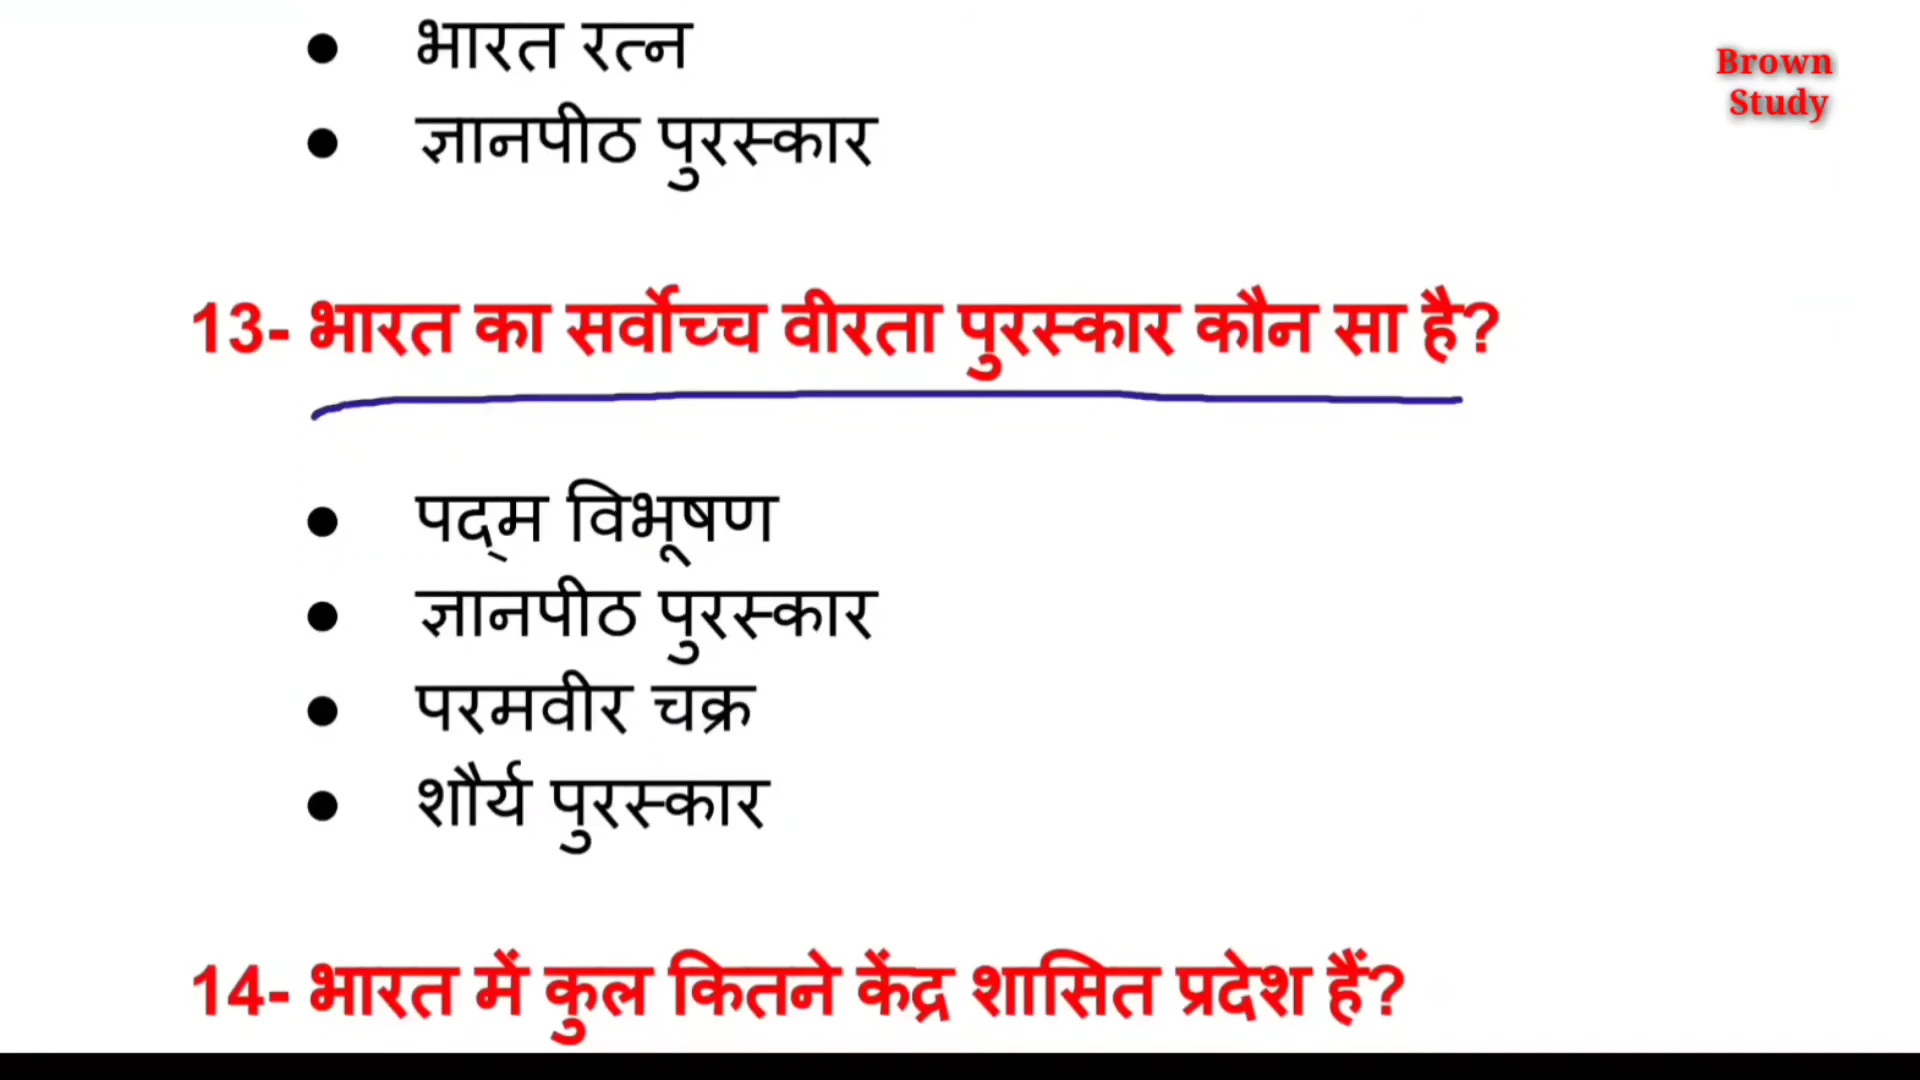 भारत रत्न
Brown
Study
ज्ञानपीठ पुरस्कार
13- भारत का सर्वोच्च वीरता पुरस्कार कौन सा है?
पद्म विभूषण
ज्ञानपीठ पुरस्कार
परमवीर चक्र
शौर्य पुरस्कार
14- भारत में कुल कितने केंद्र शासित प्रदेश हैं?